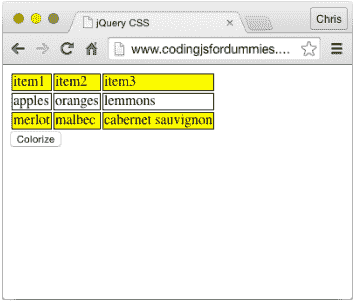 jQuery CSS
Chris
www.codingjsfordummies....
item1 item2 item3
apples oranges lemmons
merlot malbec cabernet sauvignon
Colorize